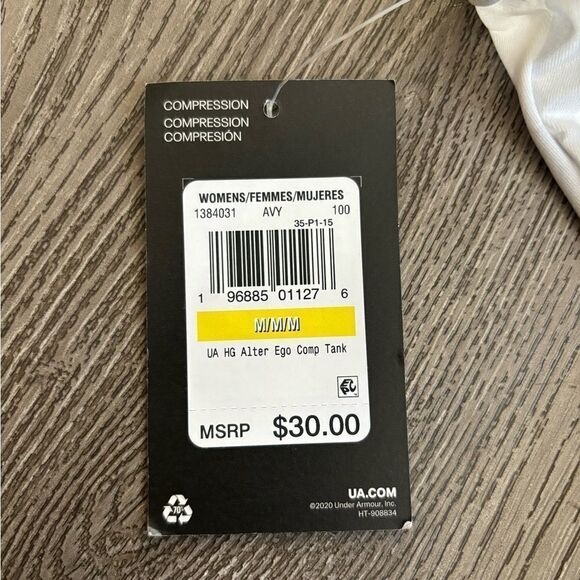 COMPRESSION
COMPRESSION
COMPRESIÓN
WOMENS/FEMMES/MUJERES
1384031 AVY 100
35-P1-15
1 96885 01127 6
M/M/M
UA HG Alter Ego Comp Tank
MSRP $30.00
UA.COM
©2020 Under Armour, Inc.
HT-908834
70%